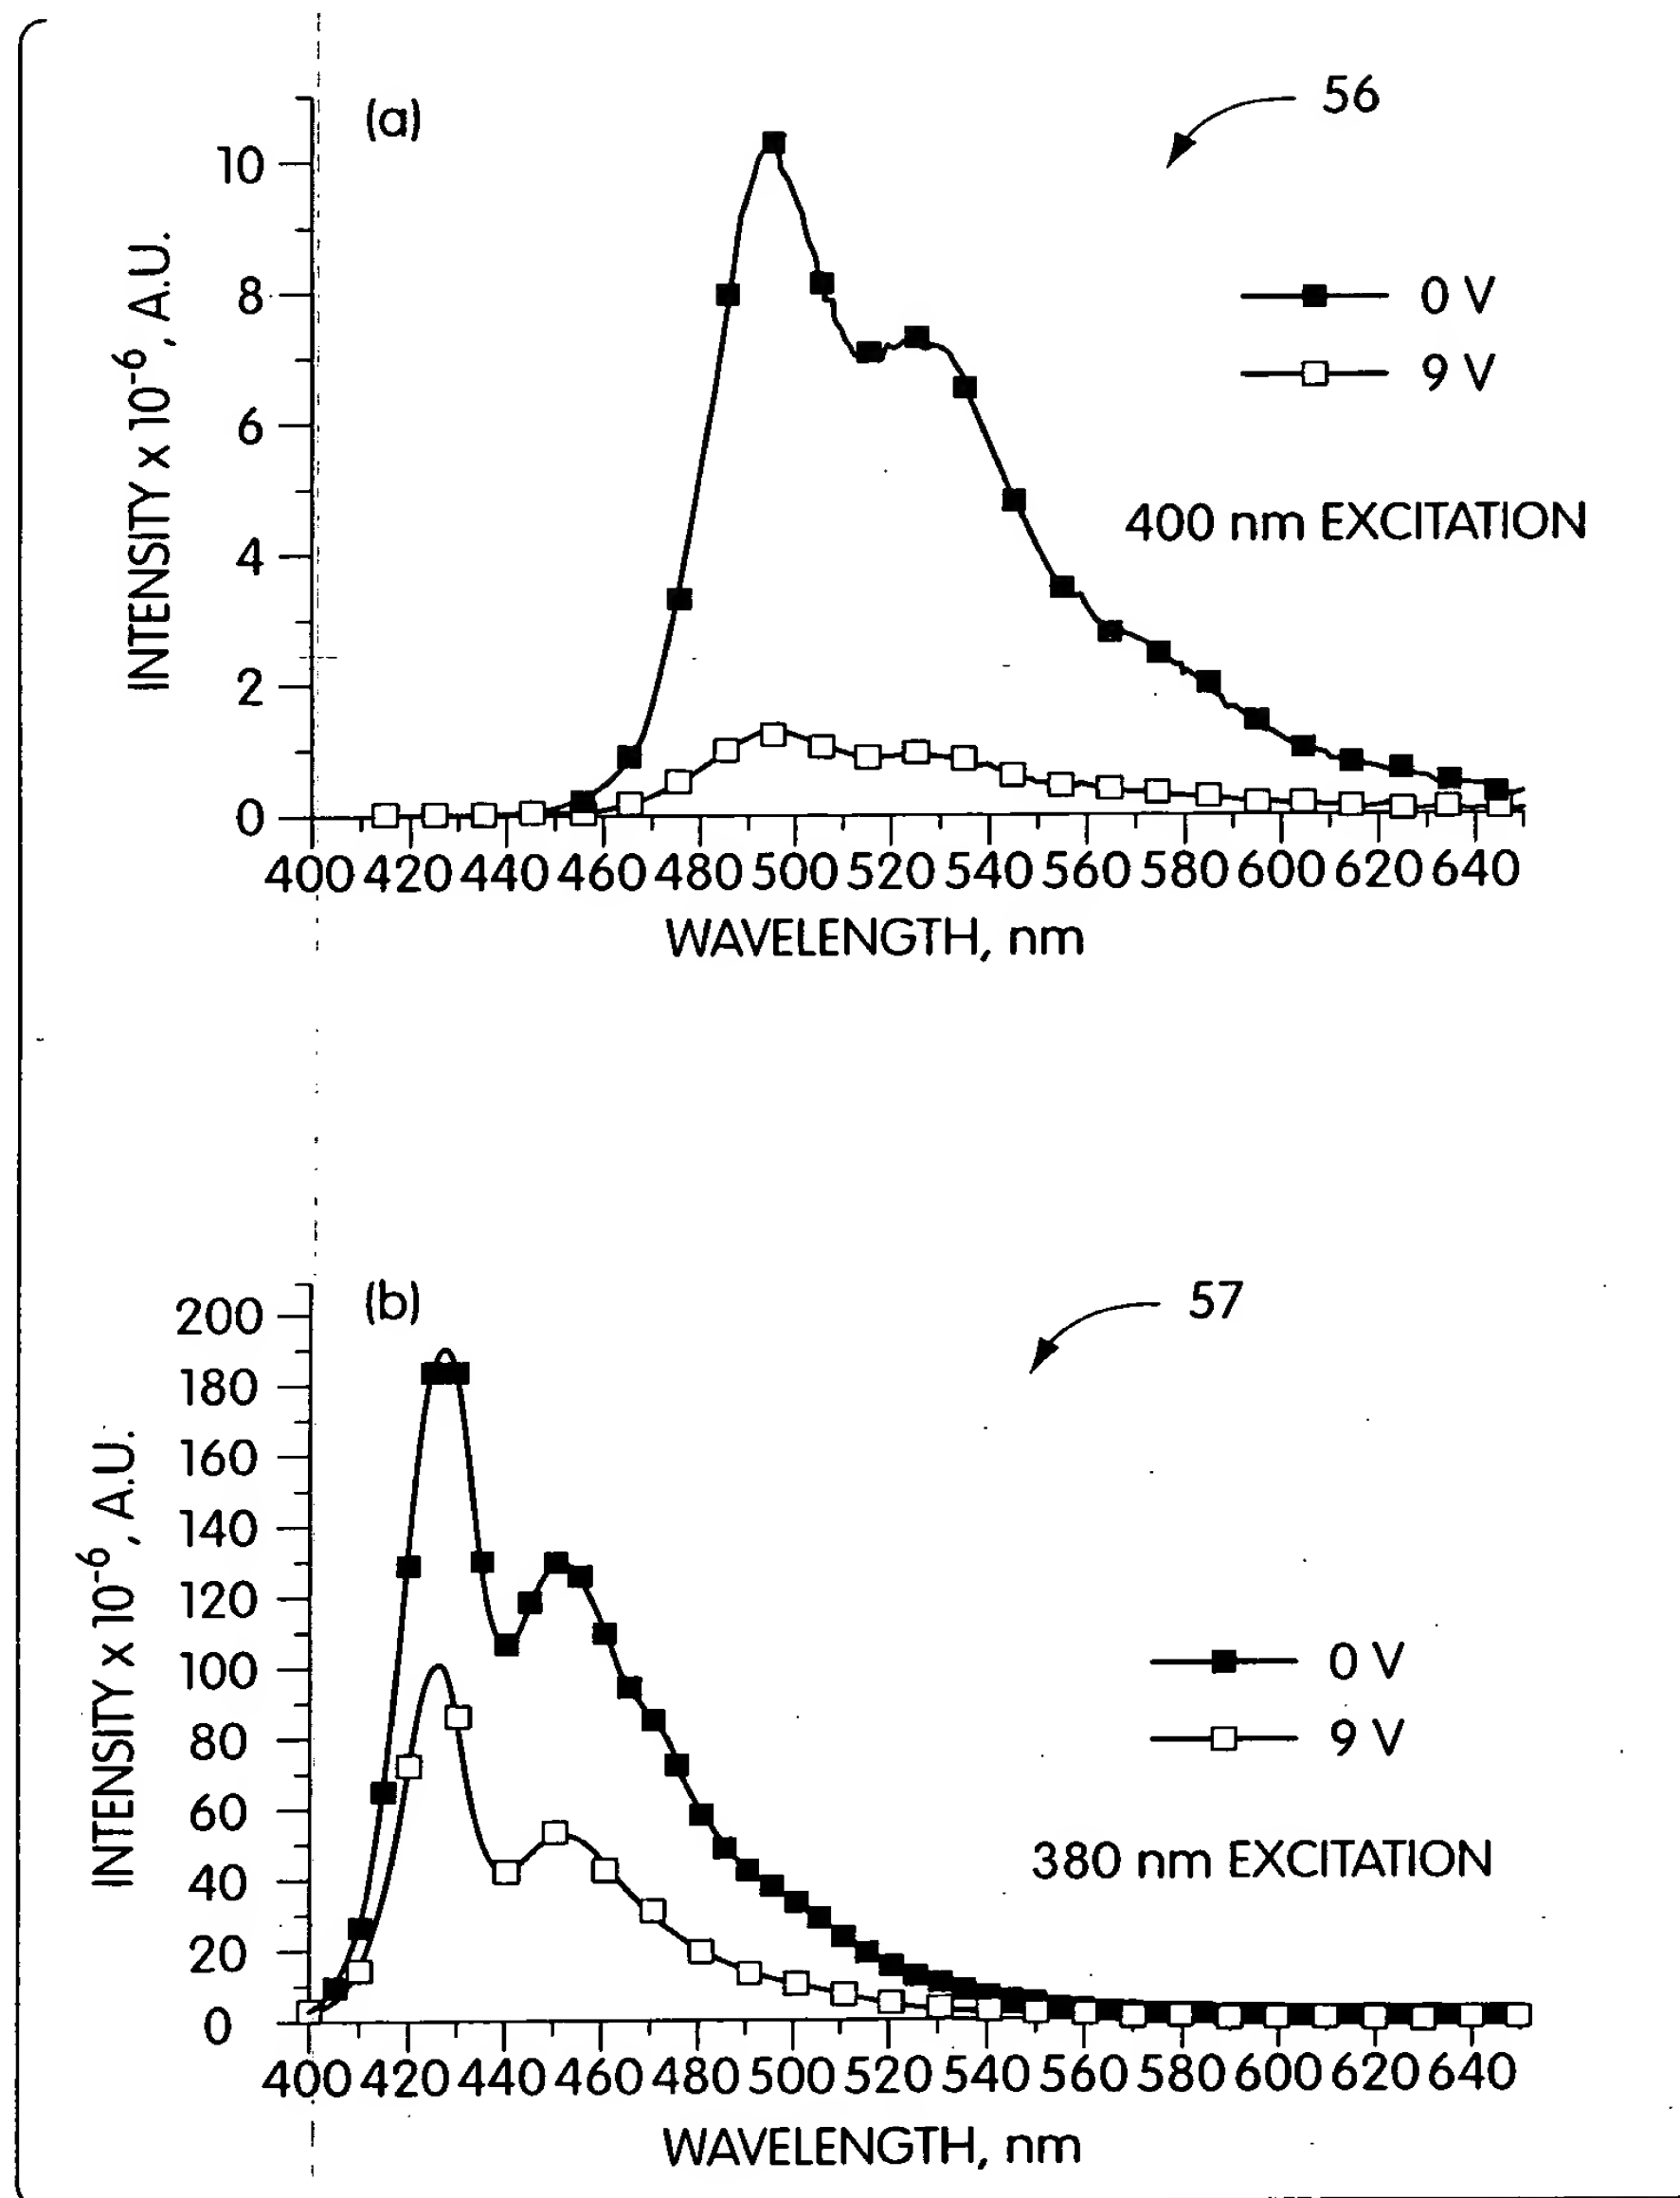 (a)
56
INTENSITY x 10⁻⁶, A.U.
10
8
6
4
2
0
0 V
9 V
400 nm EXCITATION
400 420 440 460 480 500 520 540 560 580 600 620 640
WAVELENGTH, nm
(b)
57
INTENSITY x 10⁻⁶, A.U.
200
180
160
140
120
100
80
60
40
20
0
0 V
9 V
380 nm EXCITATION
400 420 440 460 480 500 520 540 560 580 600 620 640
WAVELENGTH, nm